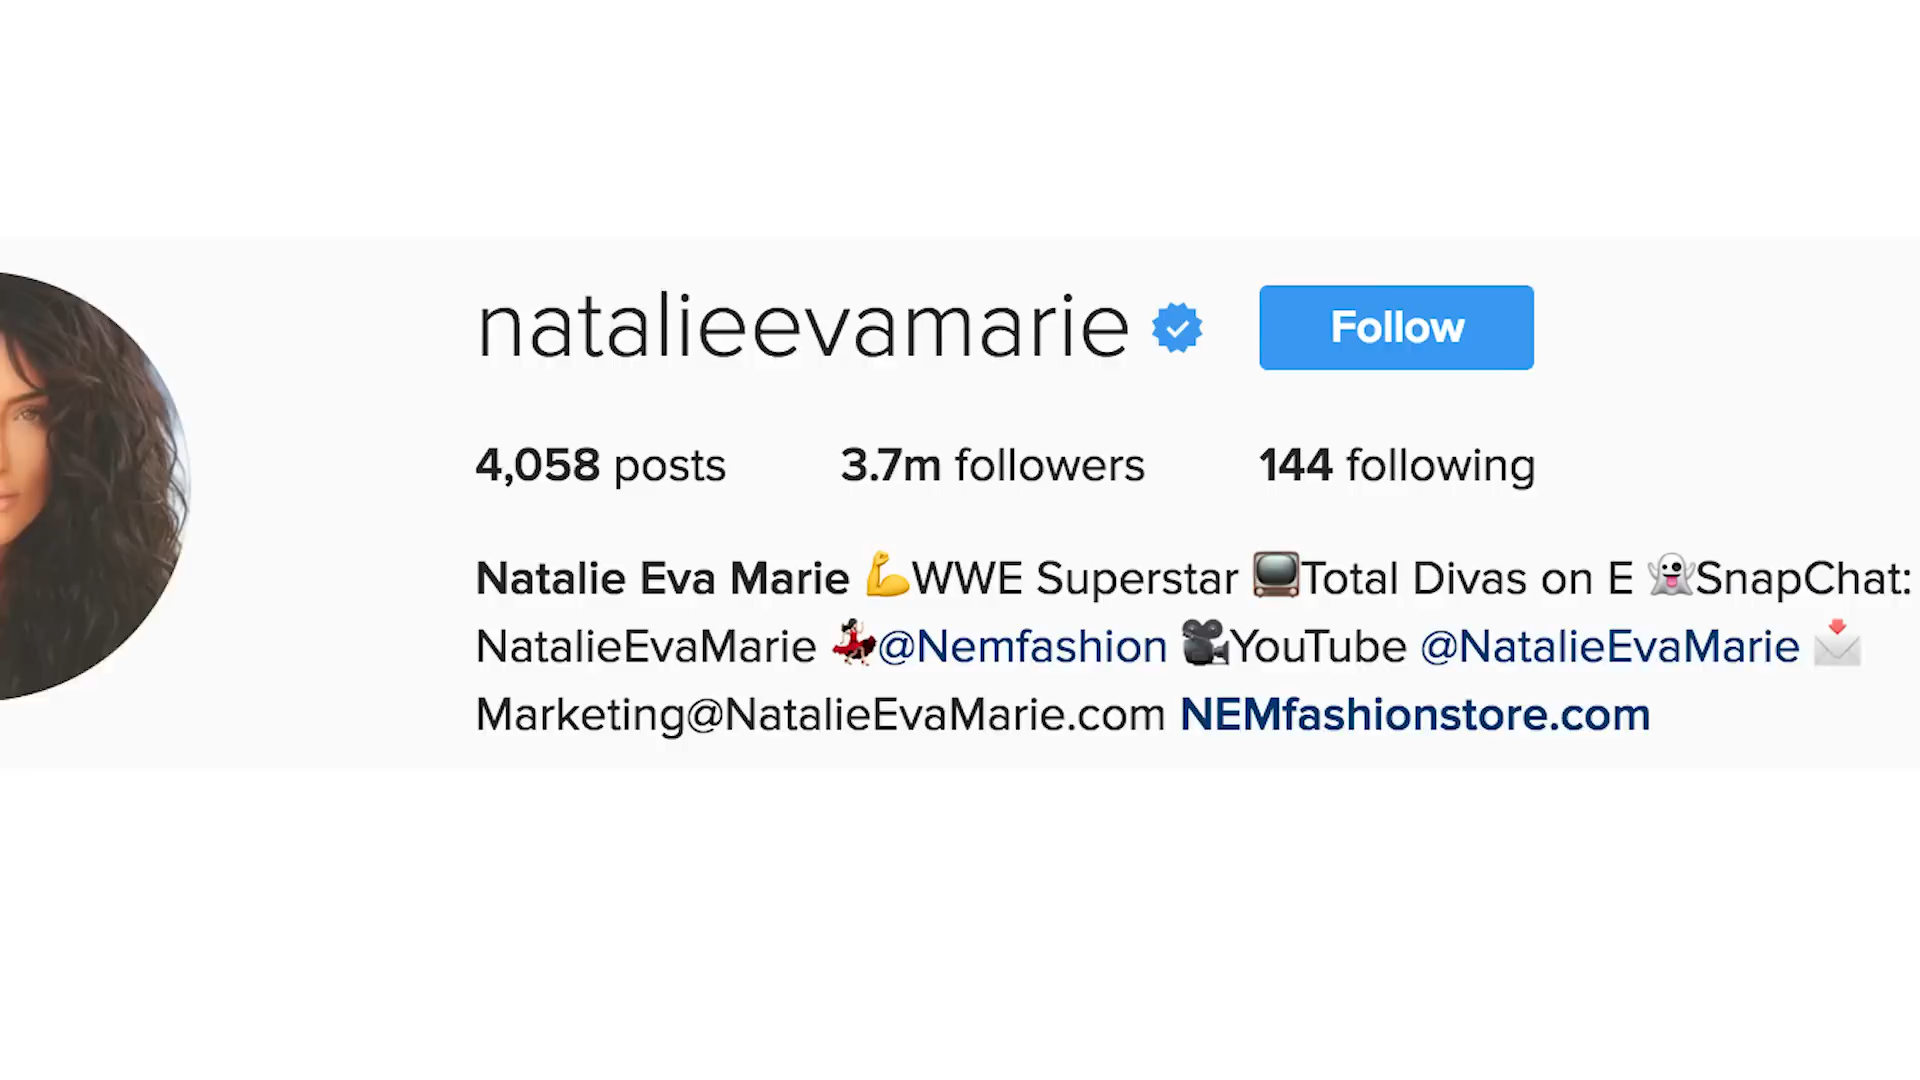 natalieevamarie Follow
4,058 posts 3.7m followers 144 following
Natalie Eva Marie 💪WWE Superstar 📺Total Divas on E 👻SnapChat:
NatalieEvaMarie 💃@Nemfashion 🎥YouTube @NatalieEvaMarie 📩
Marketing@NatalieEvaMarie.com NEMfashionstore.com